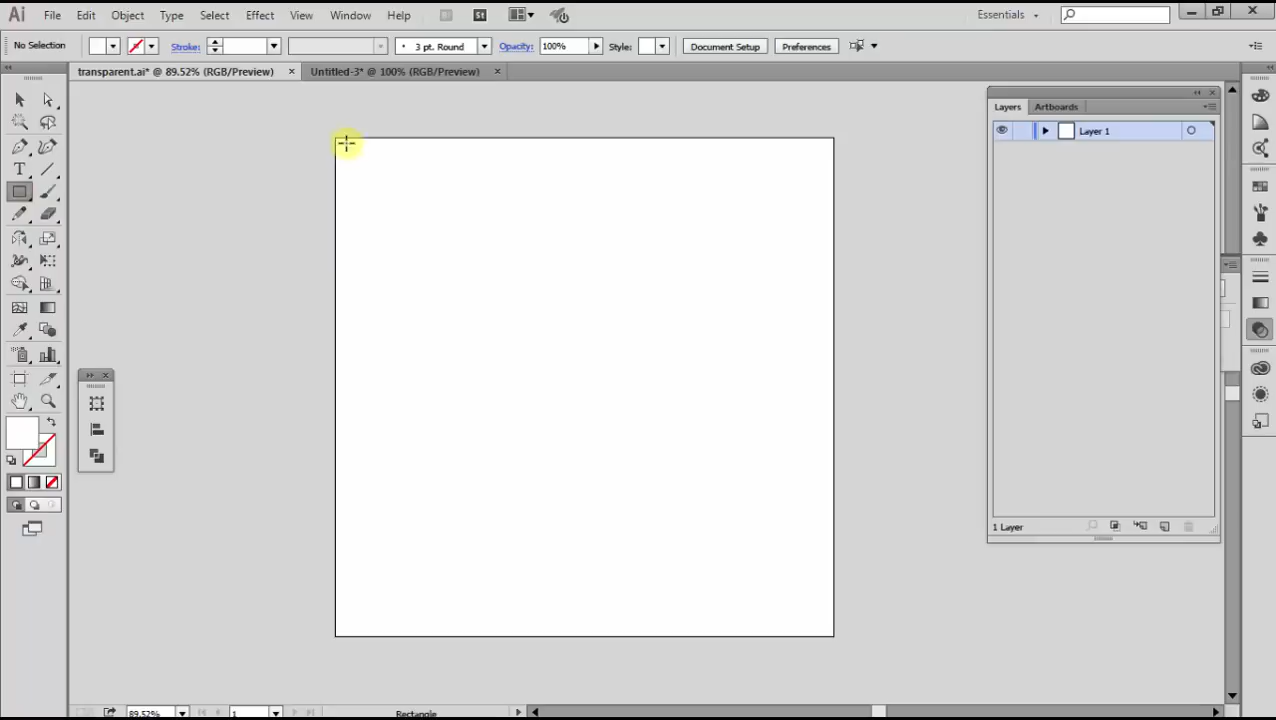 Ai File Edit Object Type Select Effect View Window Help St Essentials
No Selection Stroke: 3 pt. Round Opacity: 100% Style: Document Setup Preferences
transparent.ai* @ 89.52% (RGB/Preview) Untitled-3* @ 100% (RGB/Preview)
Layers Artboards
Layer 1
1 Layer
89.52% 1 Rectangle